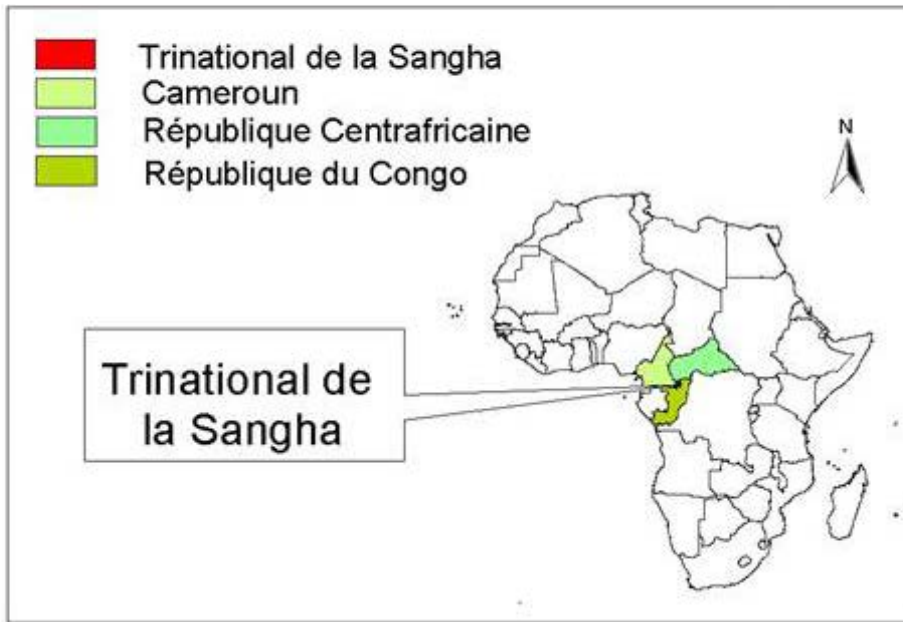 Trinational de la Sangha
Cameroun
République Centrafricaine
République du Congo
N
Trinational de
la Sangha